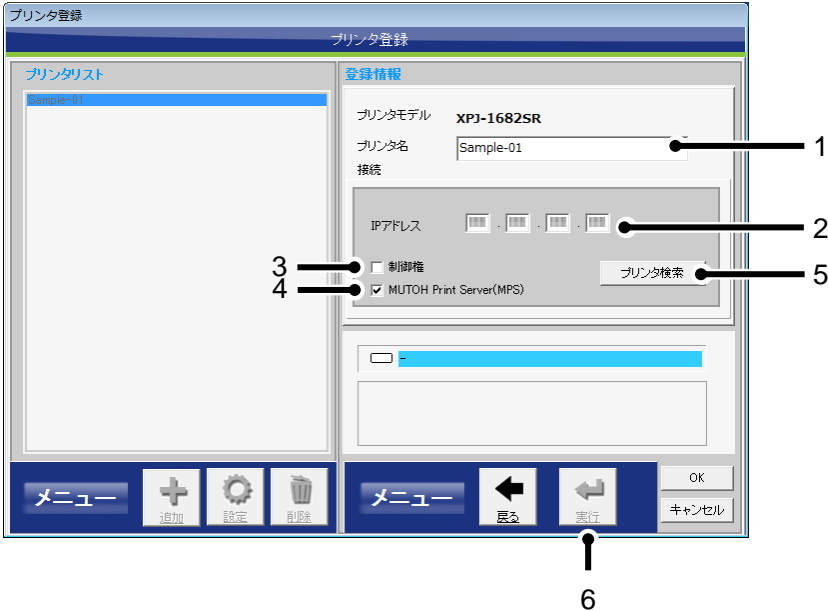 プリンタ登録
プリンタ登録
プリンタリスト
Sample-01
メニュー
追加
設定
削除
登録情報
プリンタモデル XPJ-1682SR
プリンタ名 Sample-01
接続
IPアドレス . . .
制御権
MUTOH Print Server(MPS)
プリンタ検索
-
メニュー
戻る
実行
OK
キャンセル
1
2
3
4
5
6